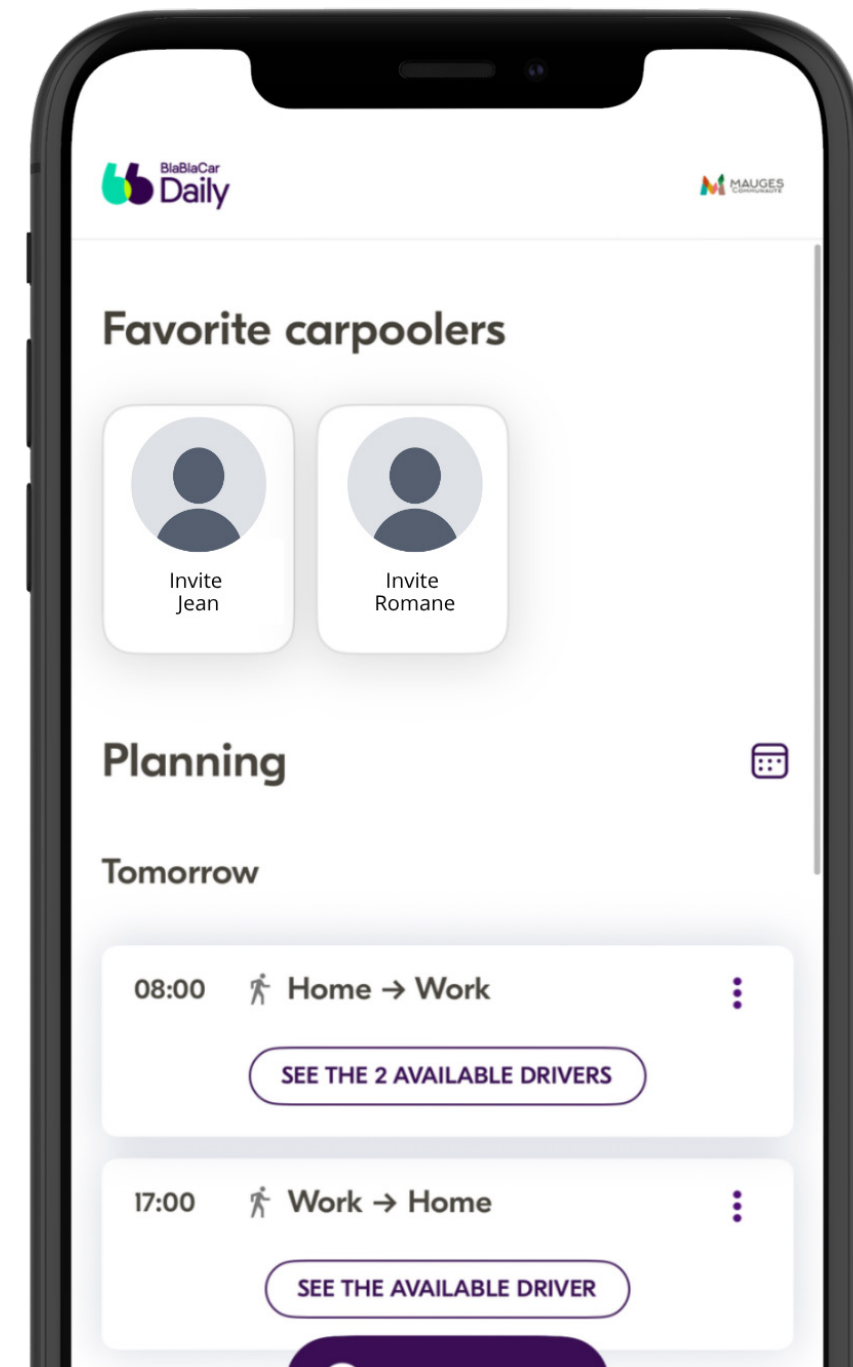 BlaBlaCar
Daily
MAUGES
COMMUNAUTÉ
Favorite carpoolers
Invite
Jean
Invite
Romane
Planning
Tomorrow
08:00 Home → Work
SEE THE 2 AVAILABLE DRIVERS
17:00 Work → Home
SEE THE AVAILABLE DRIVER